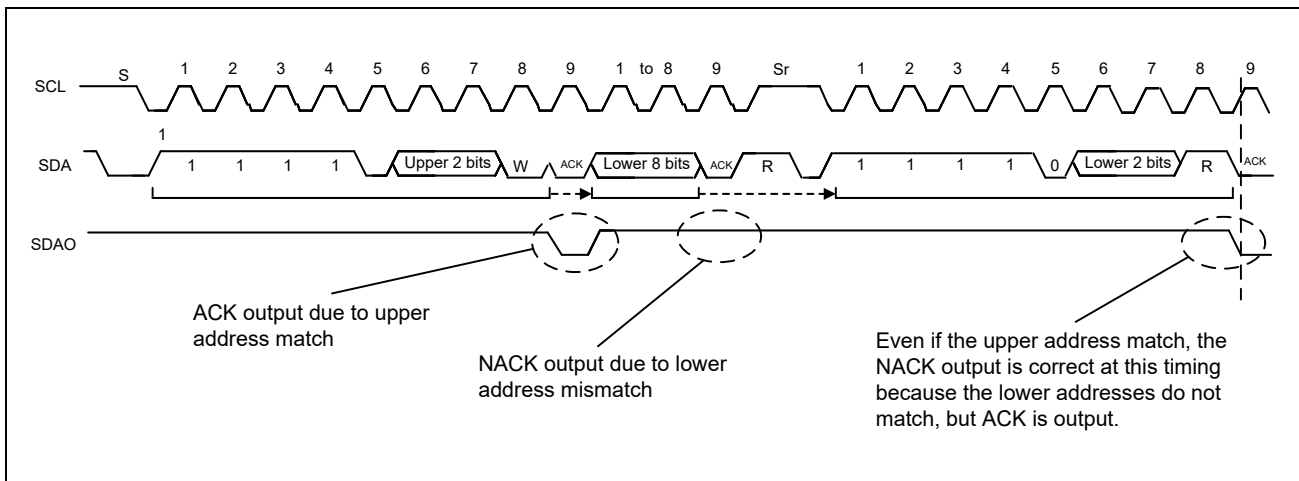 S 1 2 3 4 5 6 7 8 9 1 to 8 9 Sr 1 2 3 4 5 6 7 8 9
SCL
1
SDA 1 1 1 1 Upper 2 bits W ACK Lower 8 bits ACK R 1 1 1 1 0 Lower 2 bits R ACK
SDAO
ACK output due to upper
address match
NACK output due to lower
address mismatch
Even if the upper address match, the
NACK output is correct at this timing
because the lower addresses do not
match, but ACK is output.